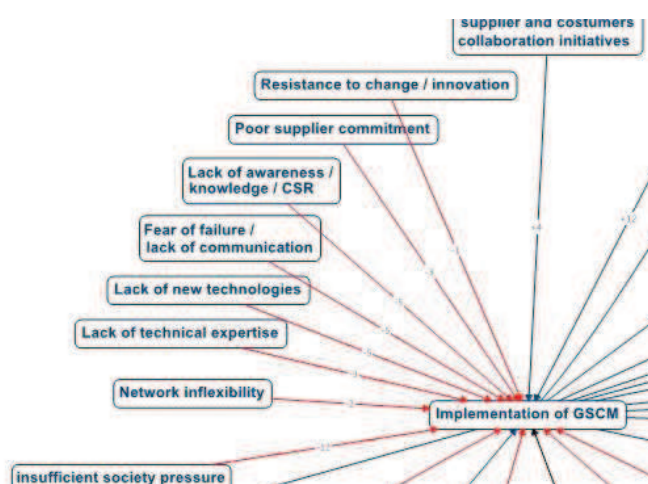 supplier and costumers
collaboration initiatives
Resistance to change / innovation
Poor supplier commitment
Lack of awareness /
knowledge / CSR
Fear of failure /
lack of communication
+4
+12
Lack of new technologies
Lack of technical expertise
Network inflexibility
Implementation of GSCM
insufficient society pressure